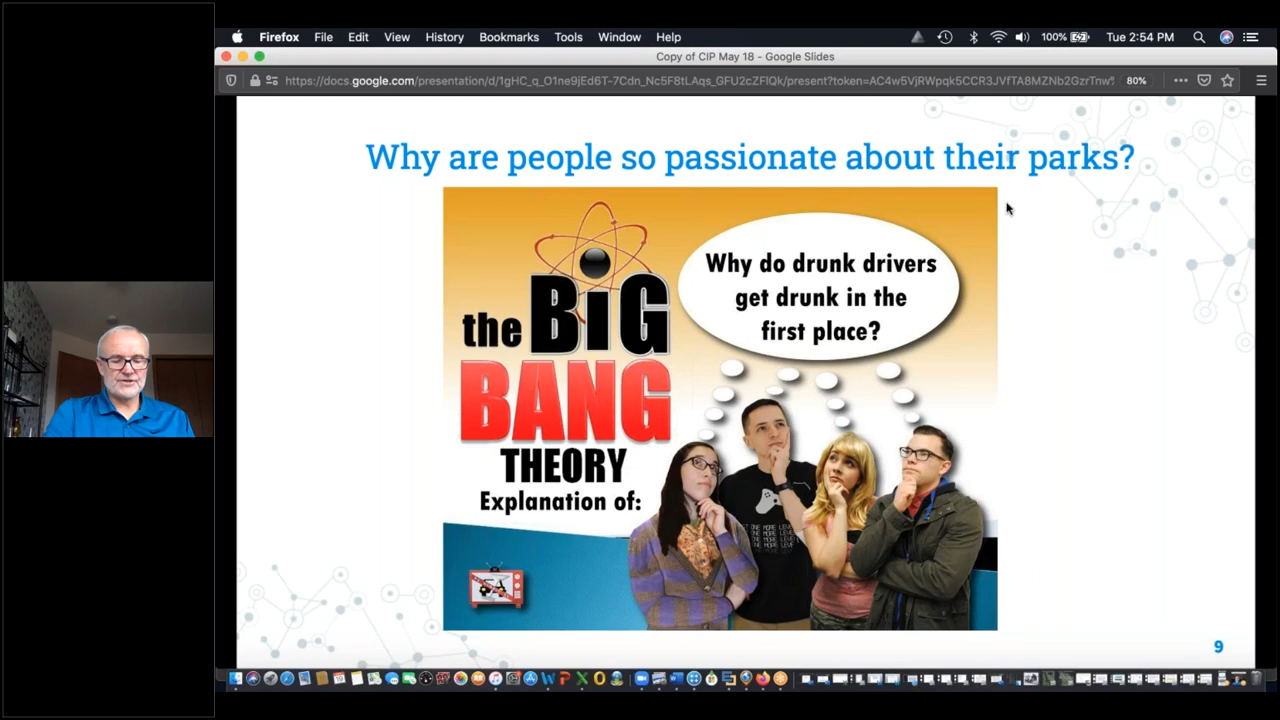 Firefox File Edit View History Bookmarks Tools Window Help 100% Tue 2:54 PM
Copy of CIP May 18 - Google Slides
80%
Why are people so passionate about their parks?
Why do drunk drivers
get drunk in the
first place?
the BiG
BANG
THEORY
Explanation of:
9